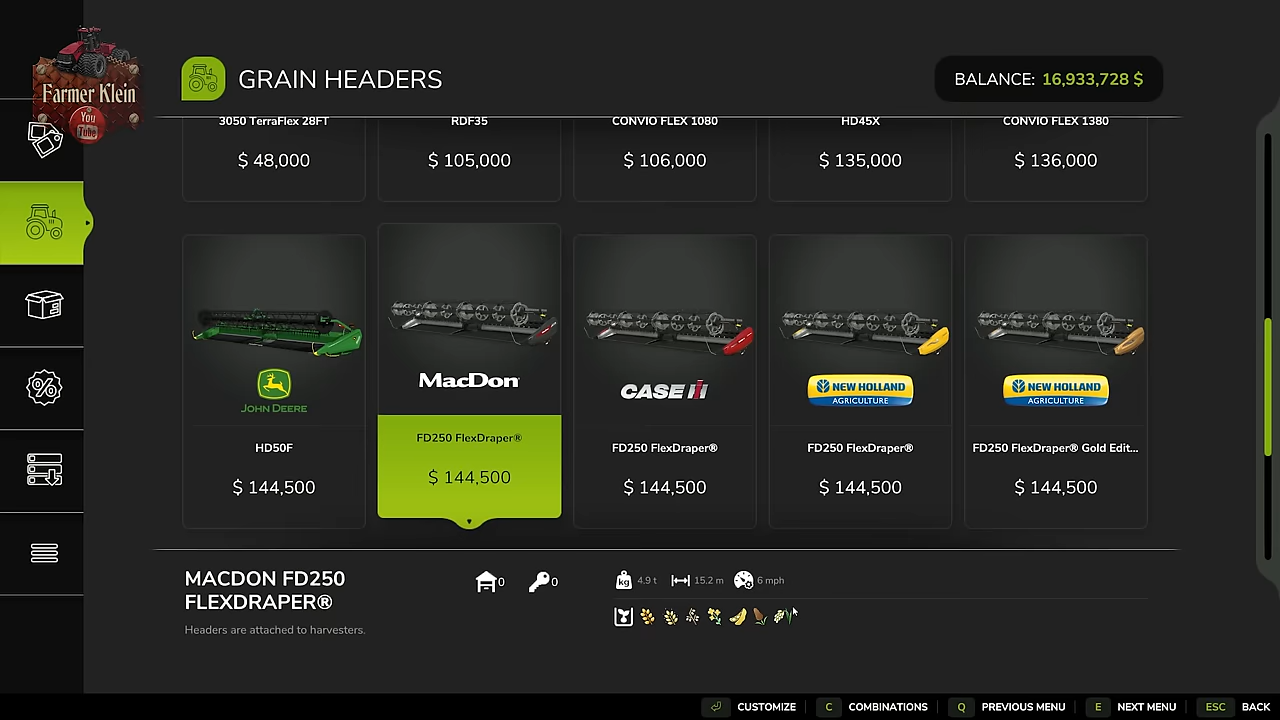 Farmer Klein
You
Tube
GRAIN HEADERS
BALANCE: 16,933,728 $
3050 TerraFlex 28FT
RDF35
CONVIO FLEX 1080
HD45X
CONVIO FLEX 1380
$ 48,000
$ 105,000
$ 106,000
$ 135,000
$ 136,000
JOHN DEERE
MacDon
CASE IH
NEW HOLLAND
AGRICULTURE
NEW HOLLAND
AGRICULTURE
HD50F
FD250 FlexDraper®
FD250 FlexDraper®
FD250 FlexDraper®
FD250 FlexDraper® Gold Edit...
$ 144,500
$ 144,500
$ 144,500
$ 144,500
$ 144,500
MACDON FD250
FLEXDRAPER®
Headers are attached to harvesters.
0
0
kg 4.9 t
15.2 m
6 mph
CUSTOMIZE
C COMBINATIONS
Q PREVIOUS MENU
E NEXT MENU
ESC BACK